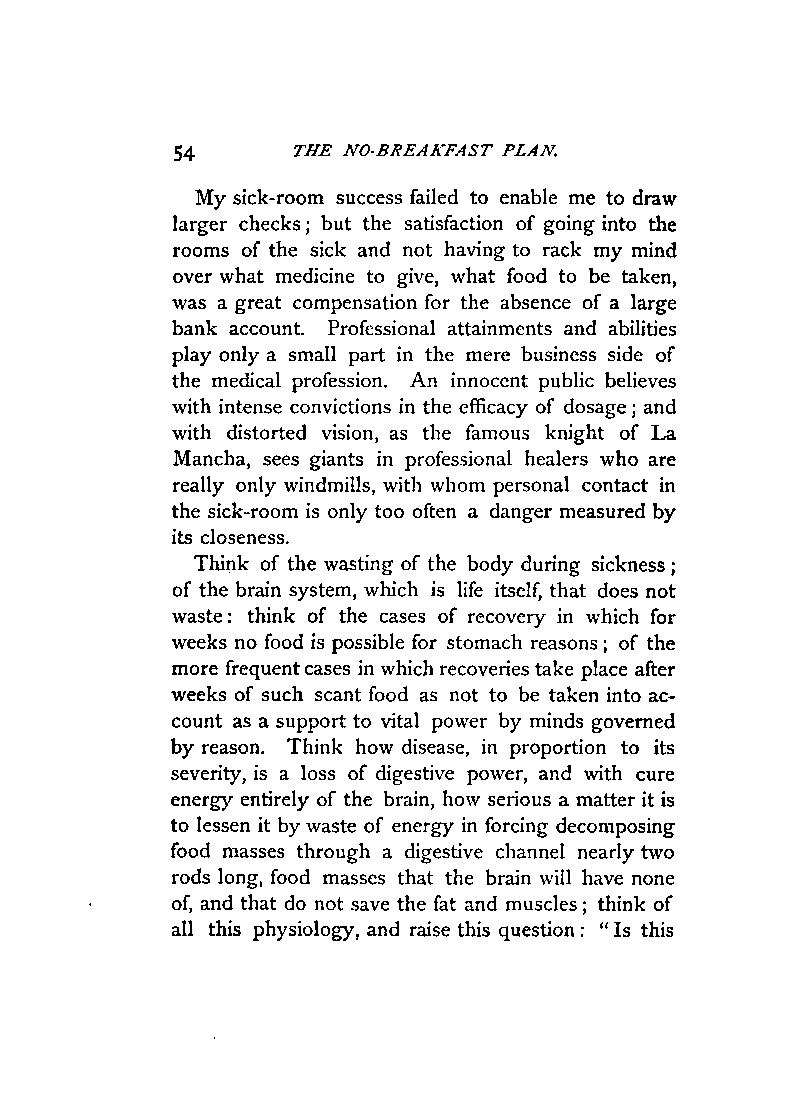 54 THE NO-BREAKFAST PLAN.
My sick-room success failed to enable me to draw
larger checks; but the satisfaction of going into the
rooms of the sick and not having to rack my mind
over what medicine to give, what food to be taken,
was a great compensation for the absence of a large
bank account. Professional attainments and abilities
play only a small part in the mere business side of
the medical profession. An innocent public believes
with intense convictions in the efficacy of dosage; and
with distorted vision, as the famous knight of La
Mancha, sees giants in professional healers who are
really only windmills, with whom personal contact in
the sick-room is only too often a danger measured by
its closeness.
Think of the wasting of the body during sickness;
of the brain system, which is life itself, that does not
waste: think of the cases of recovery in which for
weeks no food is possible for stomach reasons; of the
more frequent cases in which recoveries take place after
weeks of such scant food as not to be taken into ac-
count as a support to vital power by minds governed
by reason. Think how disease, in proportion to its
severity, is a loss of digestive power, and with cure
energy entirely of the brain, how serious a matter it is
to lessen it by waste of energy in forcing decomposing
food masses through a digestive channel nearly two
rods long, food masses that the brain will have none
of, and that do not save the fat and muscles; think of
all this physiology, and raise this question: "Is this